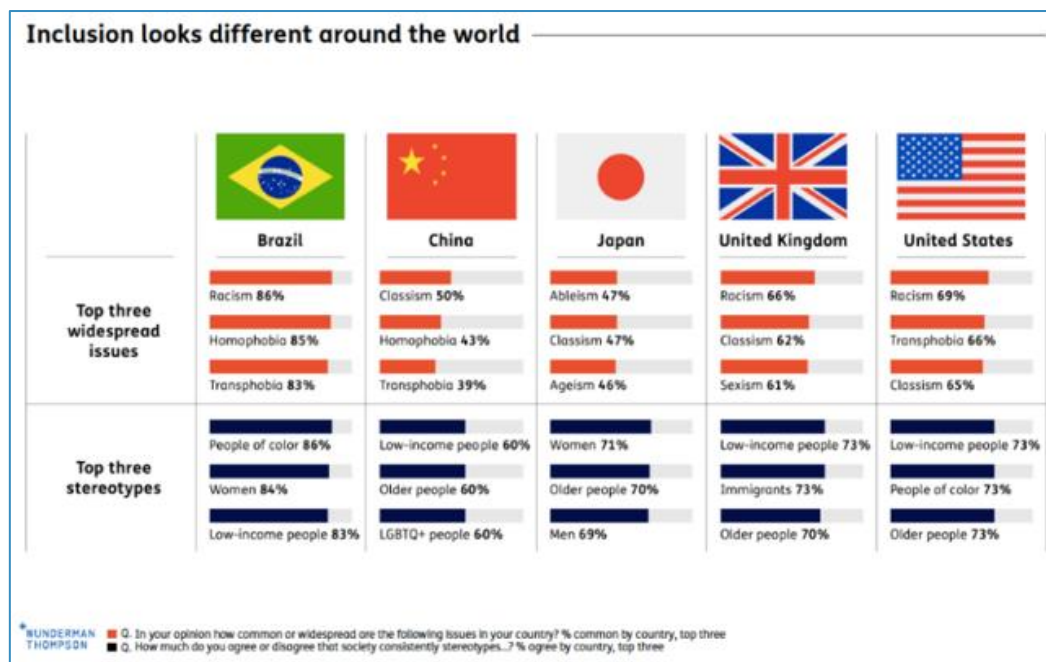 Inclusion looks different around the world
Brazil
China
Japan
United Kingdom
United States
Top three
widespread
issues
Racism 86%
Classism 50%
Ableism 47%
Racism 66%
Racism 69%
Homophobia 85%
Homophobia 43%
Classism 47%
Classism 62%
Transphobia 66%
Transphobia 83%
Transphobia 39%
Ageism 46%
Sexism 61%
Classism 65%
Top three
stereotypes
People of color 86%
Low-income people 60%
Women 71%
Low-income people 73%
Low-income people 73%
Women 84%
Older people 60%
Older people 70%
Immigrants 73%
People of color 73%
Low-income people 83%
LGBTQ+ people 60%
Men 69%
Older people 70%
Older people 73%
WUNDERMAN
THOMPSON
Q. In your opinion how common or widespread are the following issues in your country? % common by country, top three
Q. How much do you agree or disagree that society consistently stereotypes...? % agree by country, top three